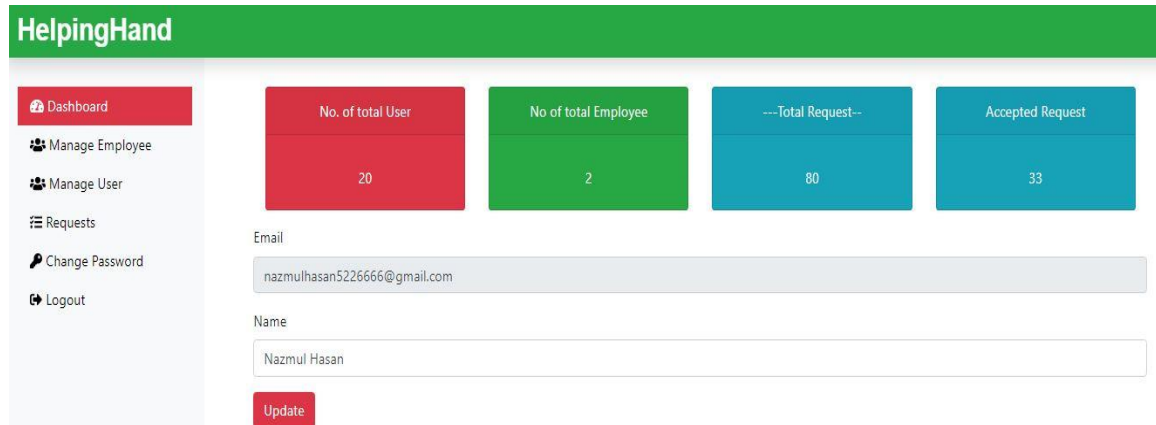 HelpingHand
Dashboard
Manage Employee
Manage User
Requests
Change Password
Logout
No. of total User
20
No of total Employee
2
---Total Request--
80
Accepted Request
33
Email
nazmulhasan5226666@gmail.com
Name
Nazmul Hasan
Update